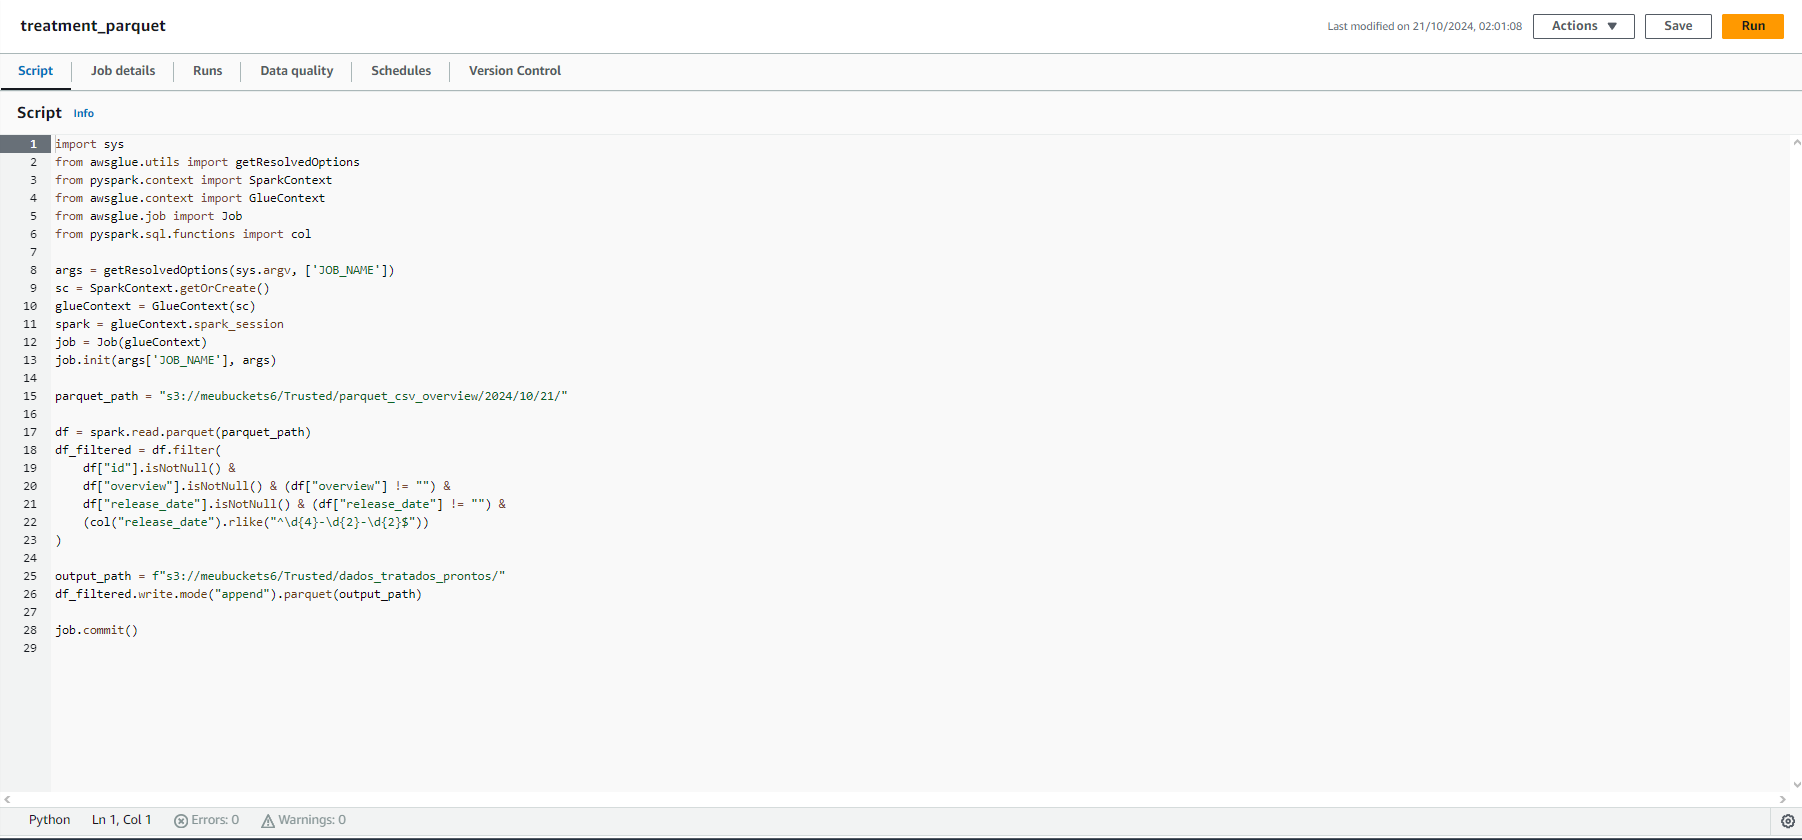 treatment_parquet
Last modified on 21/10/2024, 02:01:08
Actions ▼
Save
Run
Script
Job details
Runs
Data quality
Schedules
Version Control
Script Info
1 import sys
2 from awsglue.utils import getResolvedOptions
3 from pyspark.context import SparkContext
4 from awsglue.context import GlueContext
5 from awsglue.job import Job
6 from pyspark.sql.functions import col
7
8 args = getResolvedOptions(sys.argv, ['JOB_NAME'])
9 sc = SparkContext.getOrCreate()
10 glueContext = GlueContext(sc)
11 spark = glueContext.spark_session
12 job = Job(glueContext)
13 job.init(args['JOB_NAME'], args)
14
15 parquet_path = "s3://meubuckets6/Trusted/parquet_csv_overview/2024/10/21/"
16
17 df = spark.read.parquet(parquet_path)
18 df_filtered = df.filter(
19     df["id"].isNotNull() &
20     df["overview"].isNotNull() & (df["overview"] != "") &
21     df["release_date"].isNotNull() & (df["release_date"] != "") &
22     (col("release_date").rlike("^\d{4}-\d{2}-\d{2}$"))
23 )
24
25 output_path = f"s3://meubuckets6/Trusted/dados_tratados_prontos/"
26 df_filtered.write.mode("append").parquet(output_path)
27
28 job.commit()
29
Python Ln 1, Col 1 Errors: 0 Warnings: 0